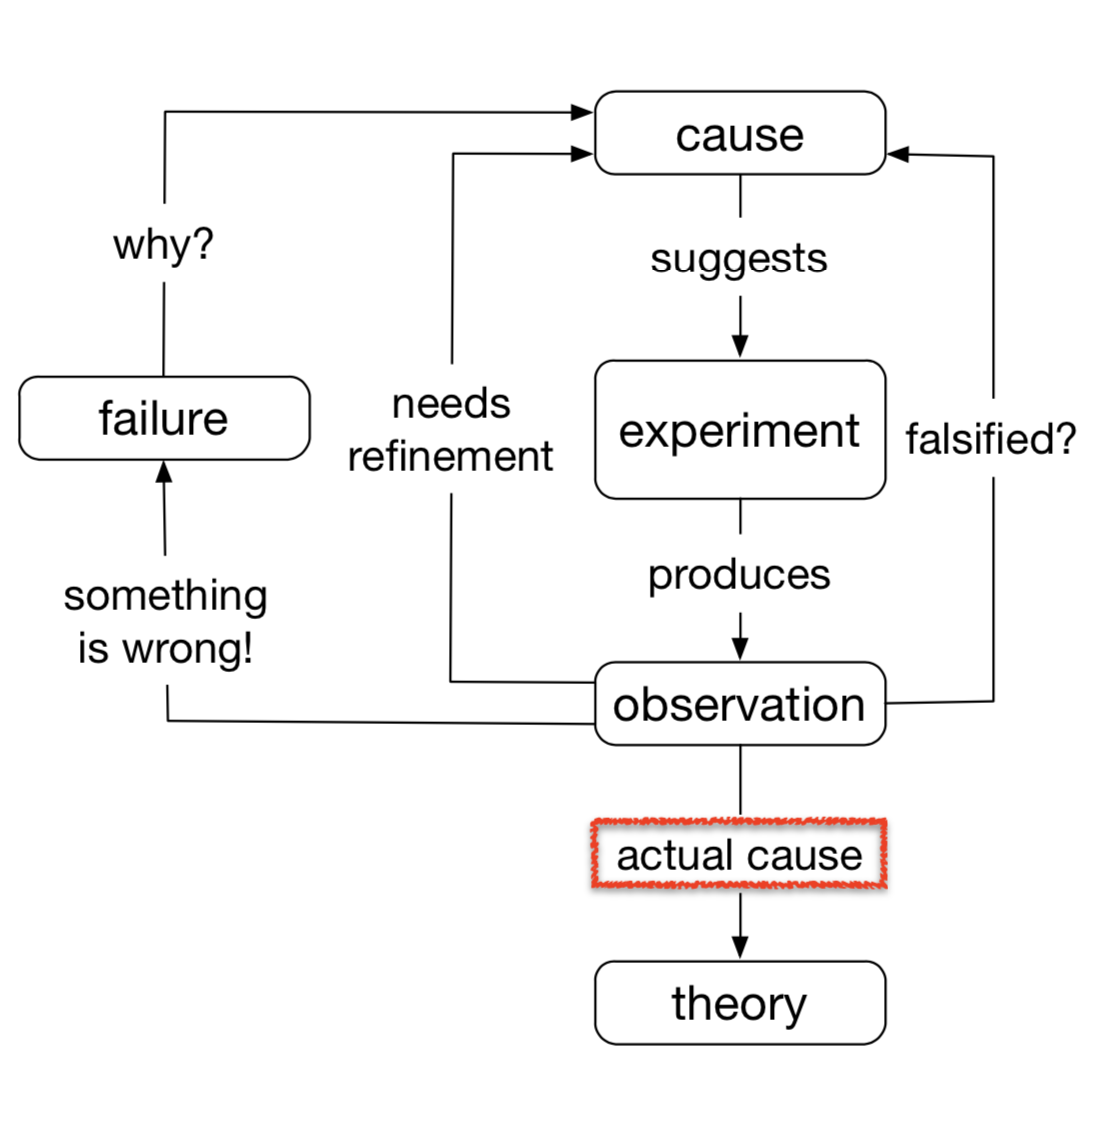 cause
why?
suggests
failure
needs
refinement
experiment
falsified?
produces
something
is wrong!
observation
actual cause
theory